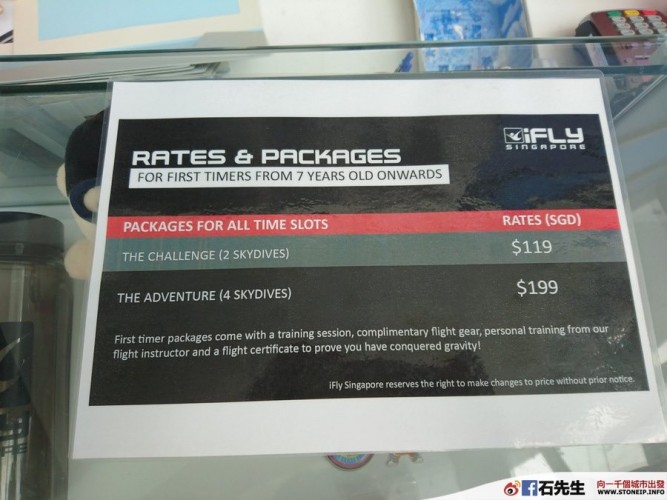 iFLY
SINGAPORE
RATES & PACKAGES
FOR FIRST TIMERS FROM 7 YEARS OLD ONWARDS
PACKAGES FOR ALL TIME SLOTS RATES (SGD)
THE CHALLENGE (2 SKYDIVES) $119
THE ADVENTURE (4 SKYDIVES) $199
First timer packages come with a training session, complimentary flight gear, personal training from our
flight instructor and a flight certificate to prove you have conquered gravity!
iFly Singapore reserves the right to make changes to price without prior notice.
石先生
向一千個城市出發
WWW.STONEIP.INFO